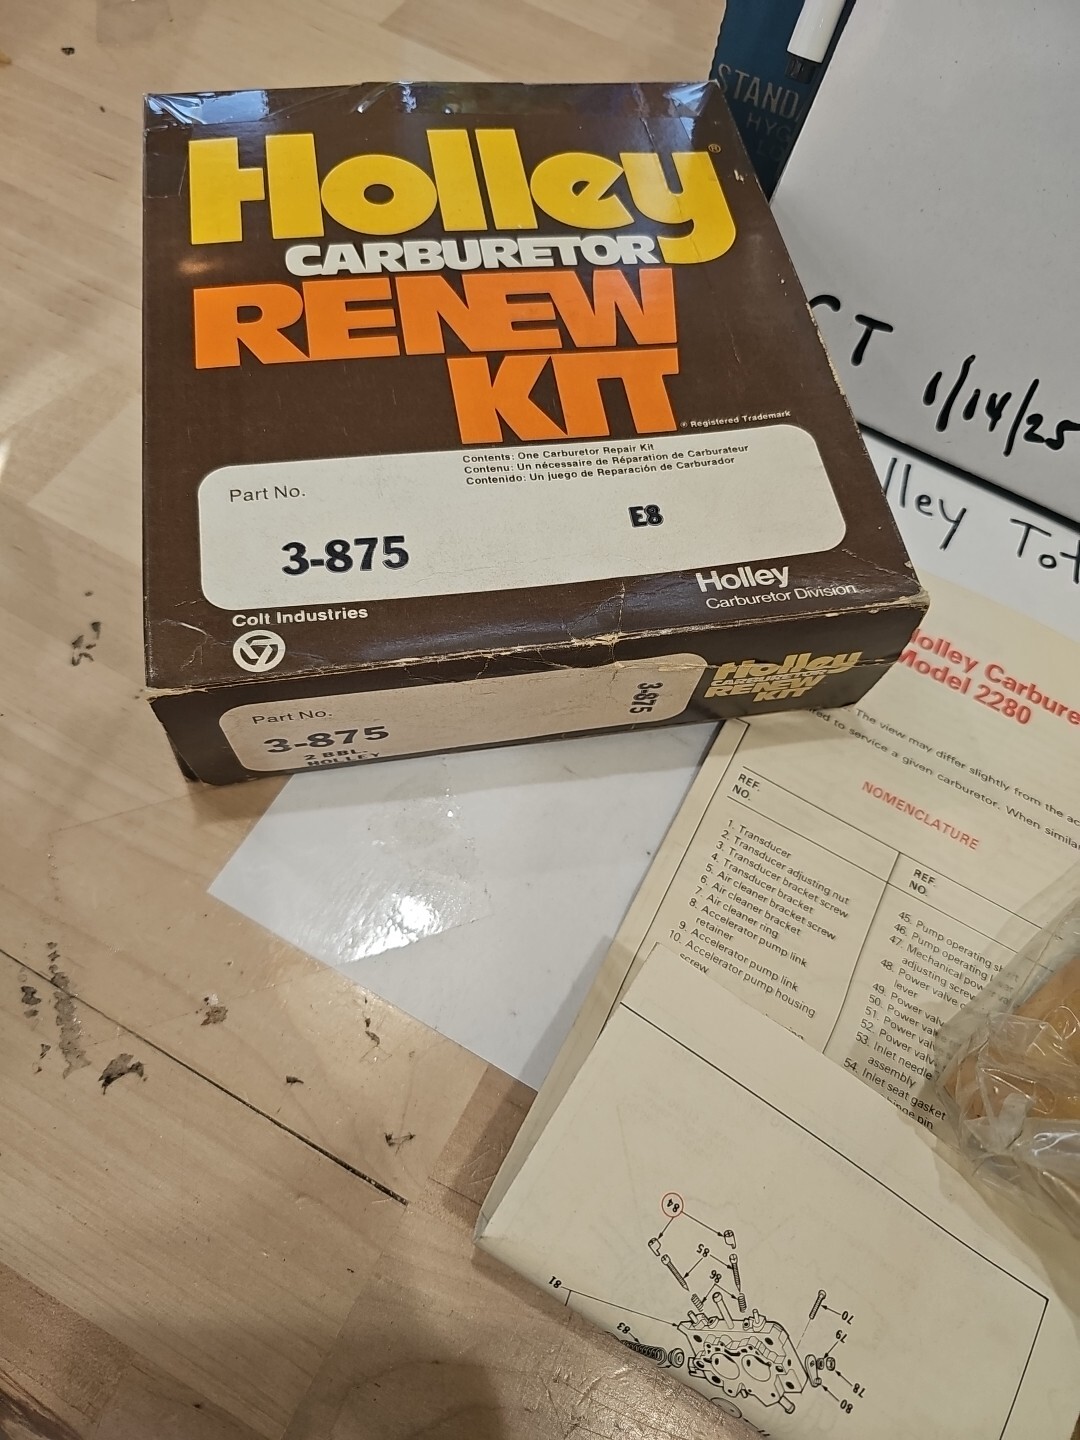 Holley®
CARBURETOR
RENEW
KIT
® Registered Trademark
Contents: One Carburetor Repair Kit
Contenu: Un nécessaire de Réparation de Carburateur
Contenido: Un juego de Reparación de Carburador
Part No.
E8
3-875
Holley
Carburetor Division
Colt Industries
Part No.
3-875
2 BBL
HOLLEY
3-875
Holley
CARBURETOR
RENEW
KIT
STAND
HYG
CT
1/14/25
lley Tot
Holley Carbure
Model 2280
The view may differ slightly from the ac
to service a given carburetor. When simila
NOMENCLATURE
REF.
NO.
1. Transducer
2. Transducer adjusting nut
3. Transducer bracket screw
4. Transducer bracket
5. Air cleaner bracket screw
6. Air cleaner bracket
7. Air cleaner ring
8. Accelerator pump link
retainer
9. Accelerator pump link
10. Accelerator pump housing
screw
REF.
NO.
45. Pump operating s
46. Pump operating
47. Mechanical pow
adjusting screw
48. Power valve
lever
49. Power valv
50. Power val
51. Power val
52. Power valv
53. Inlet needle
assembly
54. Inlet seat gasket
hinge pin
84
85
86
81
83
70
79
78
80